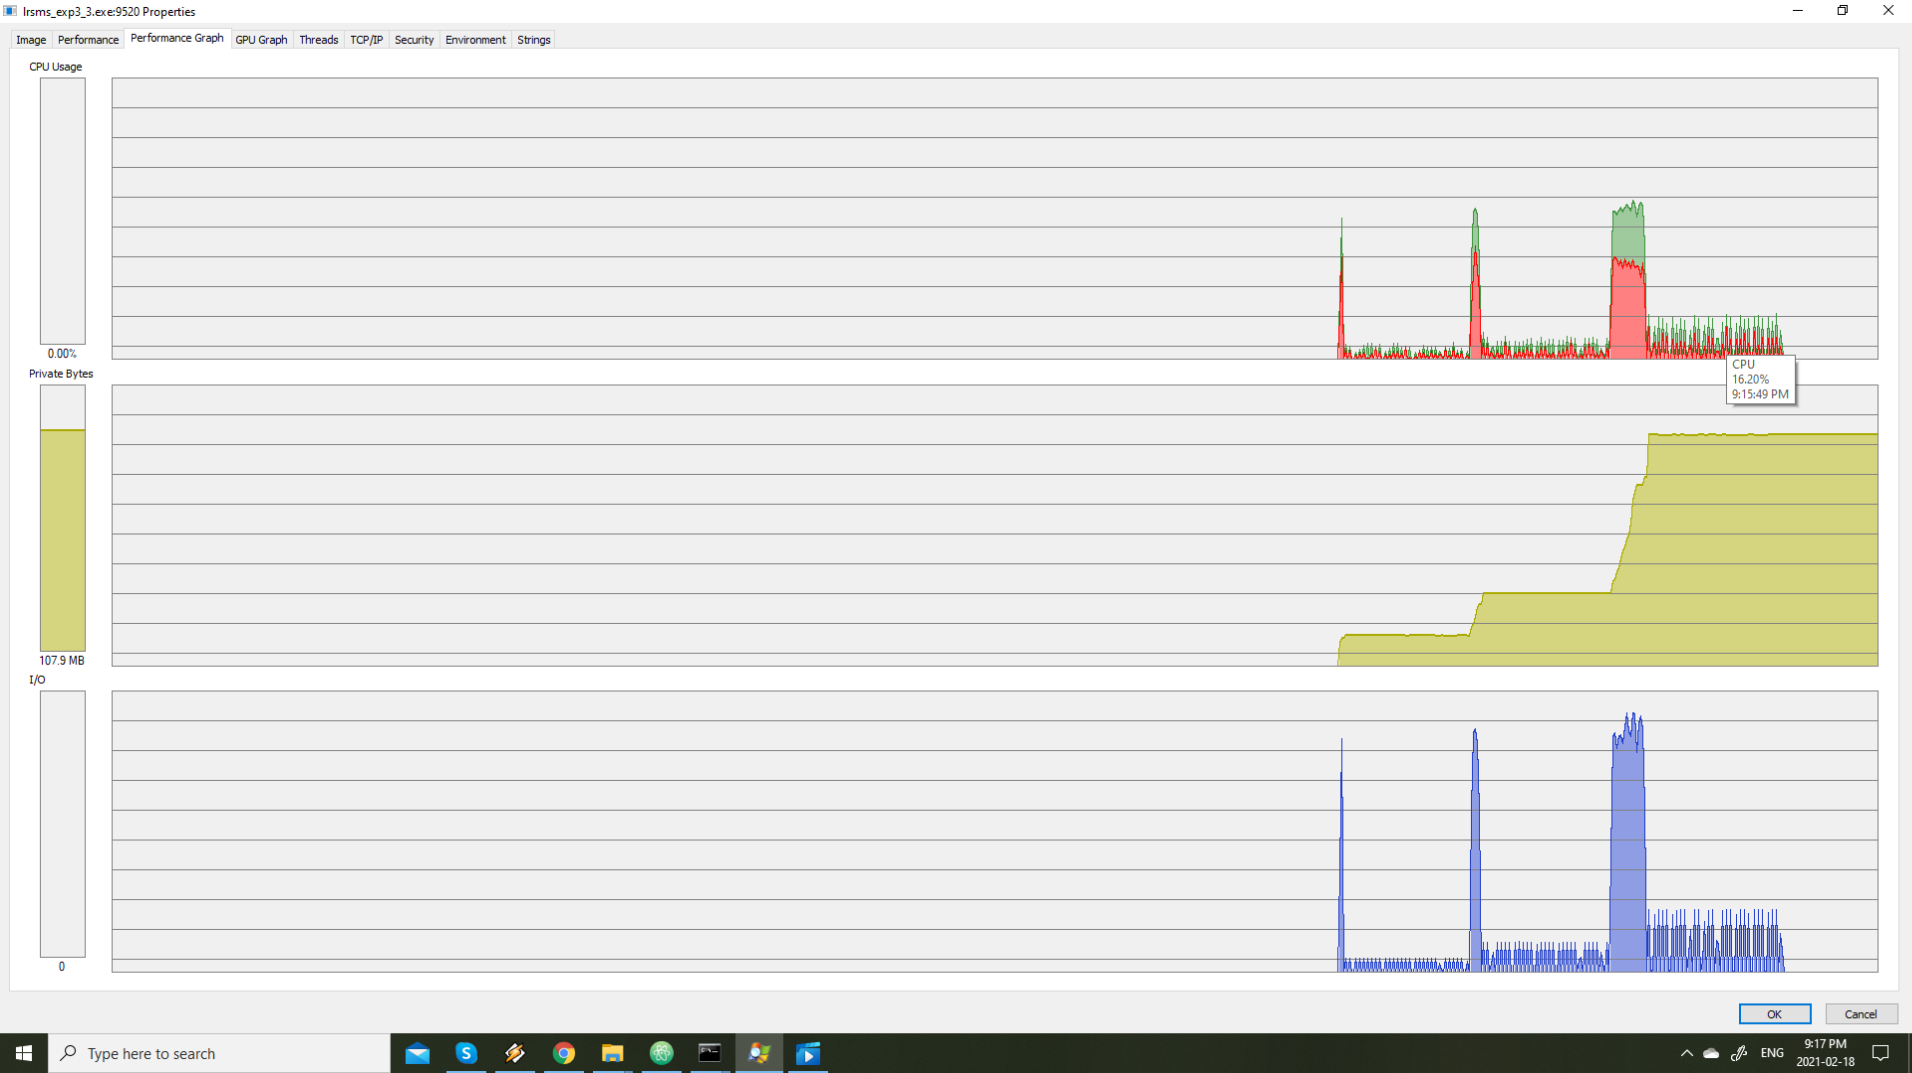 lrsms_exp3_3.exe:9520 Properties
Image Performance Performance Graph GPU Graph Threads TCP/IP Security Environment Strings
CPU Usage
0.00%
CPU
16.20%
9:15:49 PM
Private Bytes
107.9 MB
I/O
0
OK Cancel
Type here to search
ENG
9:17 PM
2021-02-18